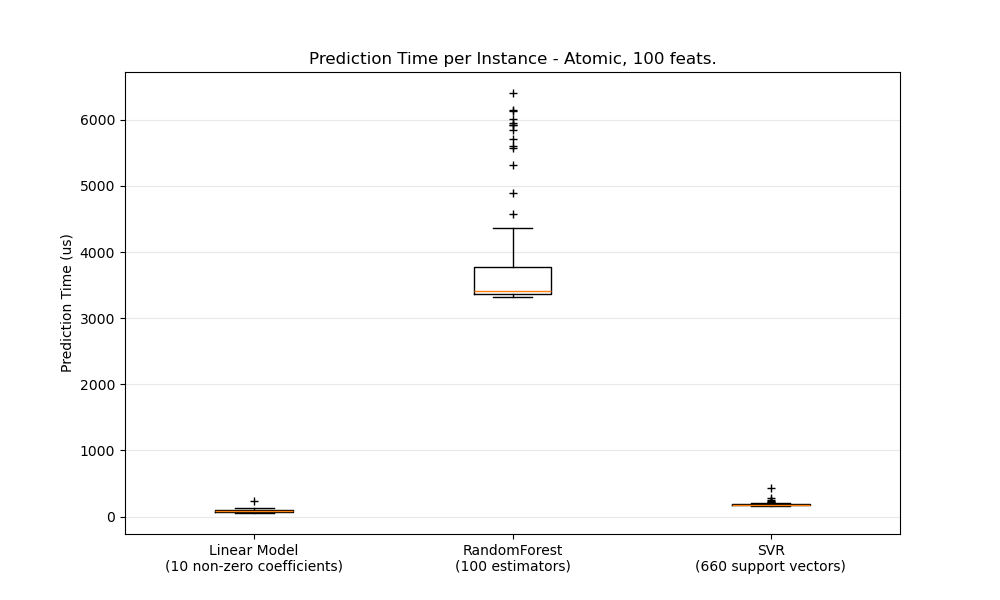 Prediction Time per Instance - Atomic, 100 feats.
Prediction Time (us)
6000
5000
4000
3000
2000
1000
0
Linear Model
(10 non-zero coefficients)
RandomForest
(100 estimators)
SVR
(660 support vectors)